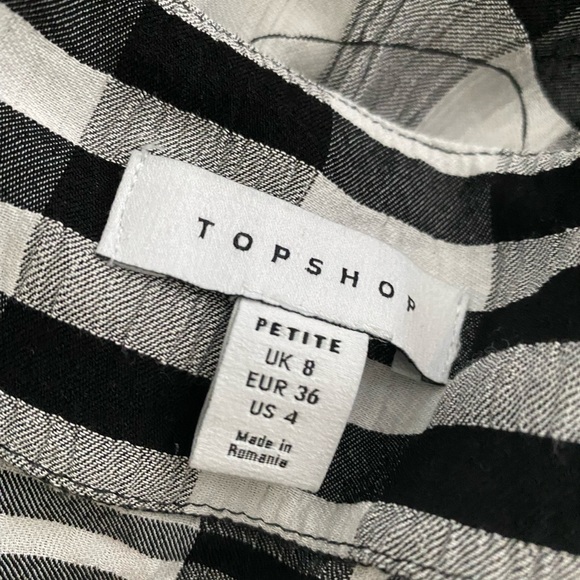 TOPSHOP
PETITE
UK 8
EUR 36
US 4
Made in
Romania